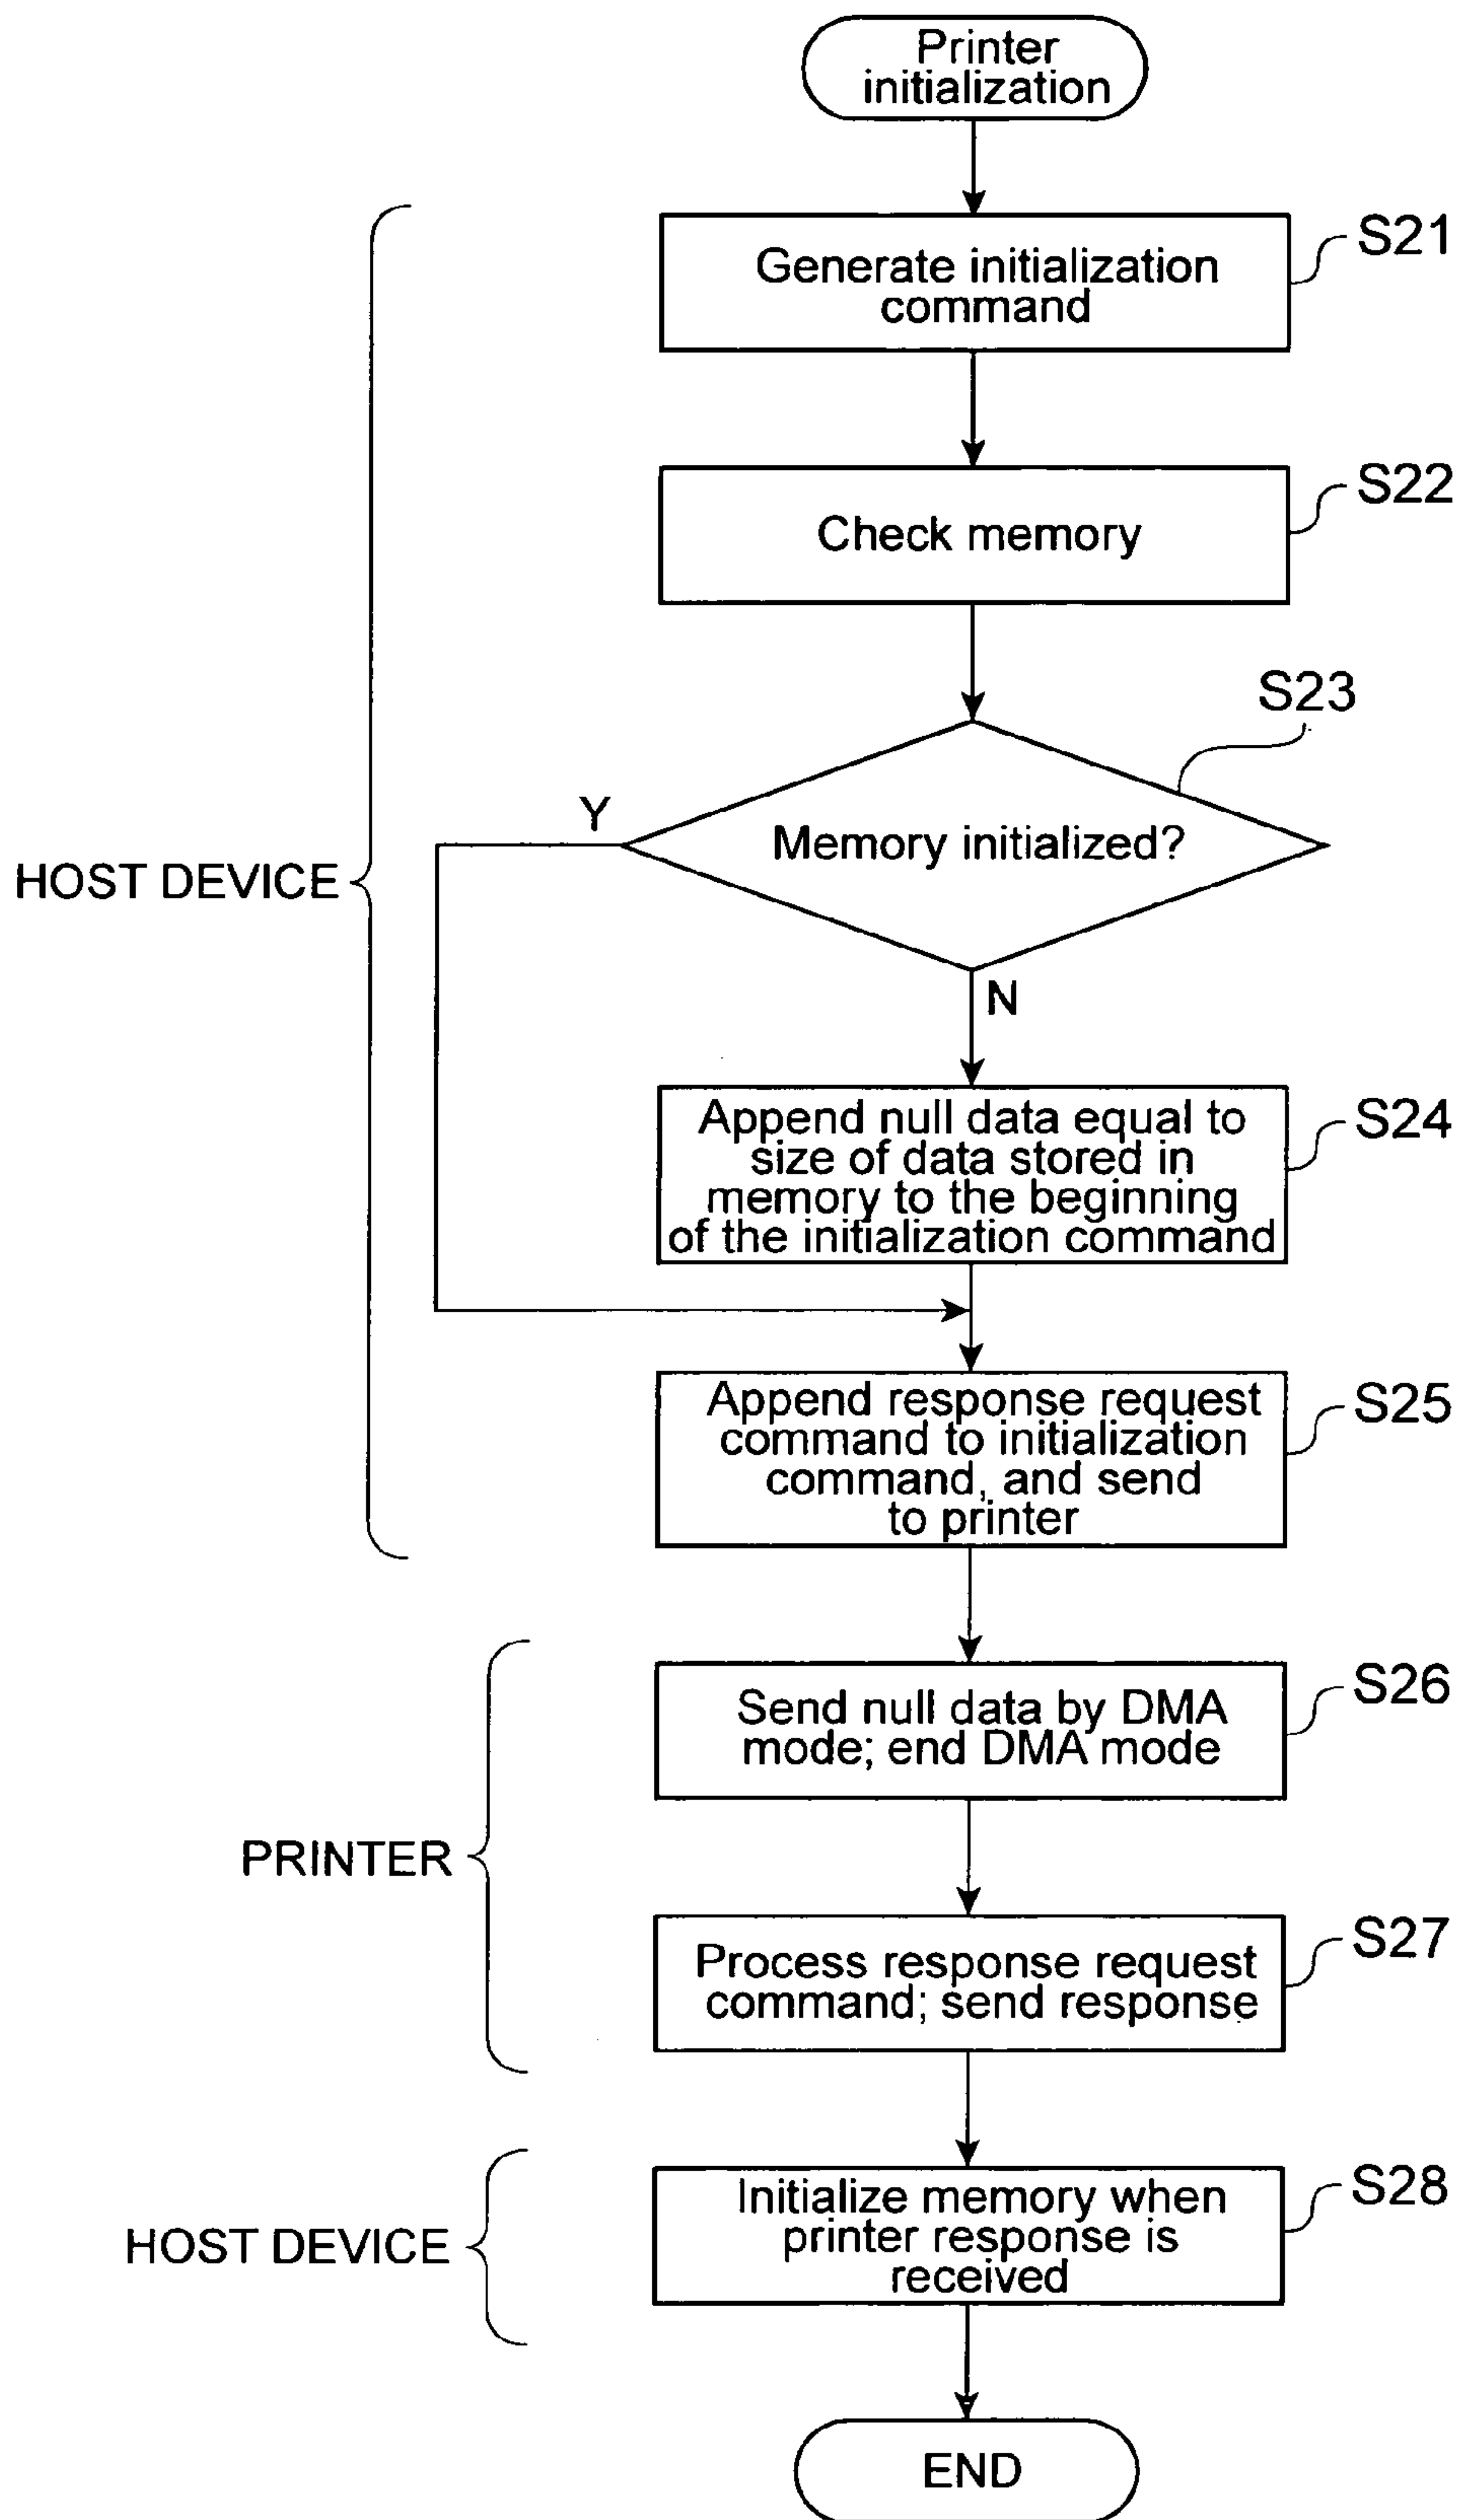 Printer
initialization
S21
Generate initialization
command
S22
Check memory
S23
Y
Memory initialized?
HOST DEVICE
N
S24
Append null data equal to
size of data stored in
memory to the beginning
of the initialization command
S25
Append response request
command to initialization
command, and send
to printer
S26
Send null data by DMA
mode; end DMA mode
PRINTER
S27
Process response request
command; send response
S28
Initialize memory when
printer response is
received
HOST DEVICE
END